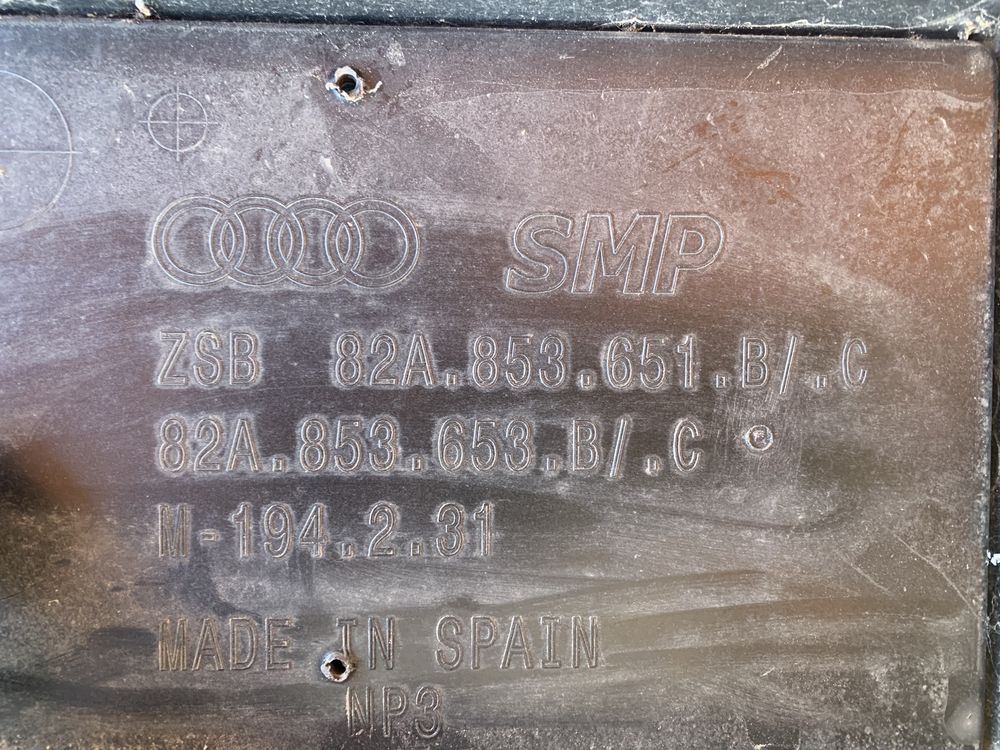 SMP
ZSB 82A.853.651.B/.C
82A.853.653.B/.C
M-194.2.31
MADE IN SPAIN
NP3